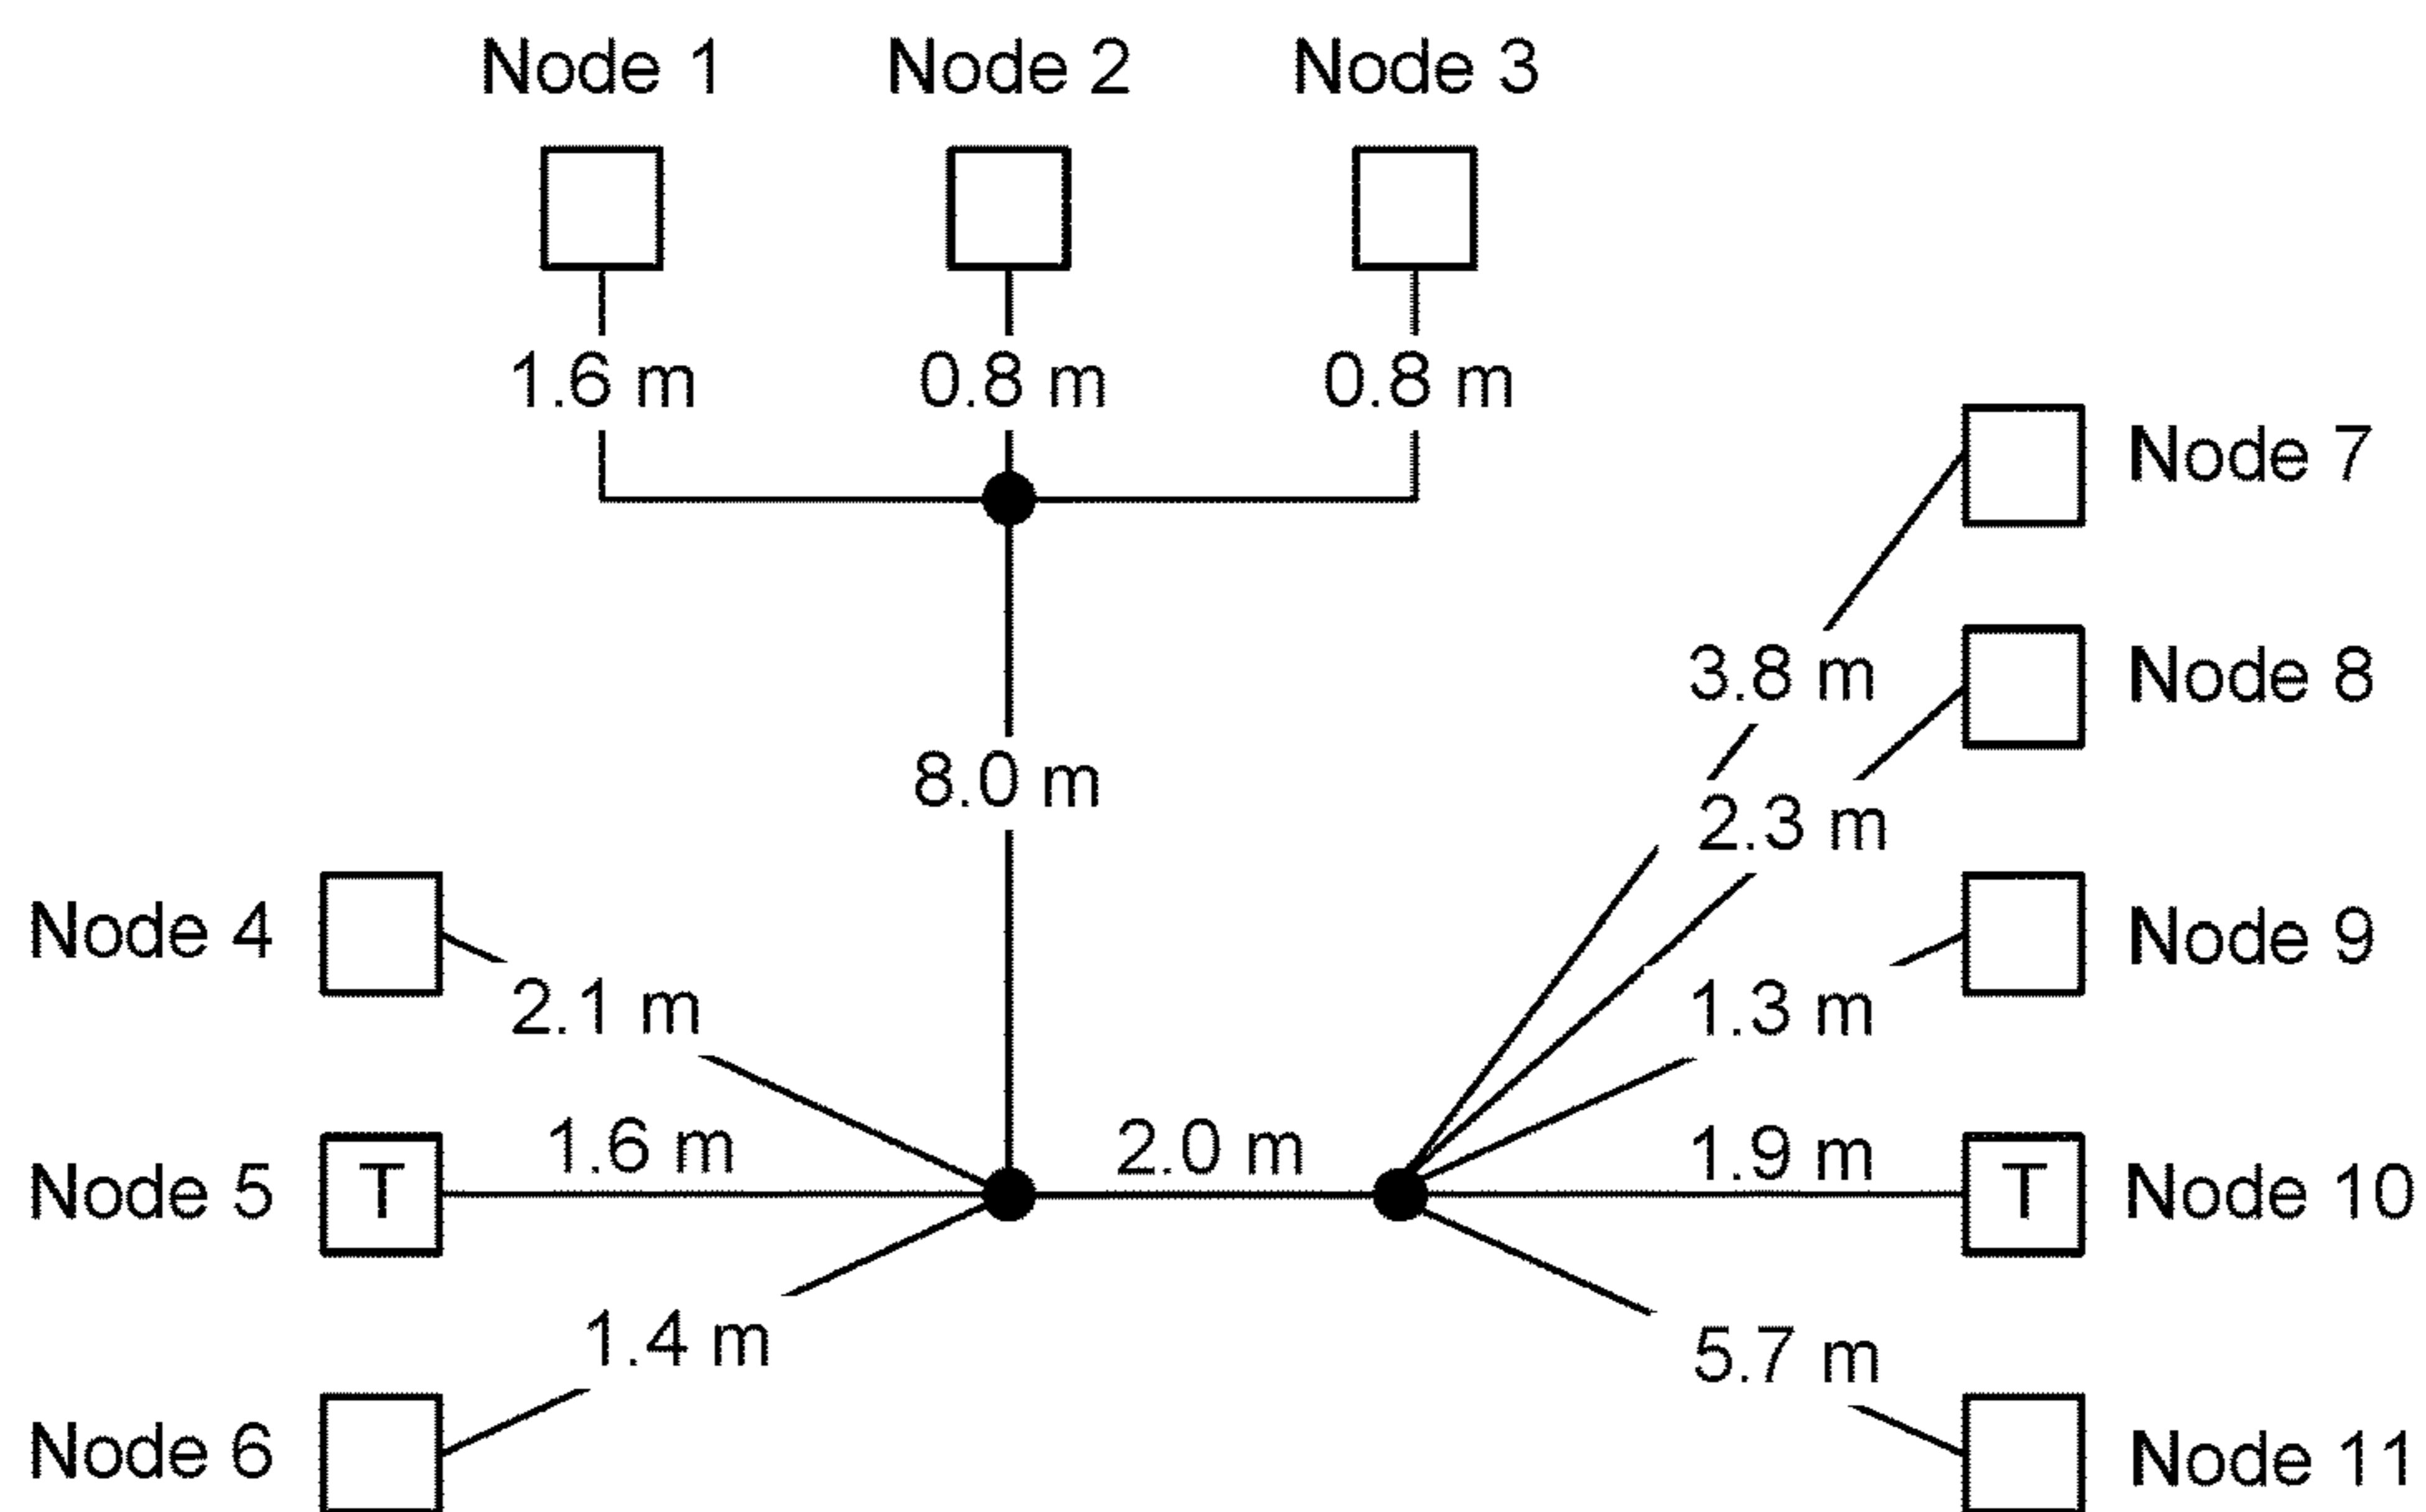 Node 1 Node 2 Node 3
1.6 m 0.8 m 0.8 m
Node 7
3.8 m
Node 8
8.0 m
2.3 m
Node 4
Node 9
2.1 m
1.3 m
1.6 m
2.0 m
1.9 m
Node 5
T
T
Node 10
1.4 m
5.7 m
Node 6
Node 11